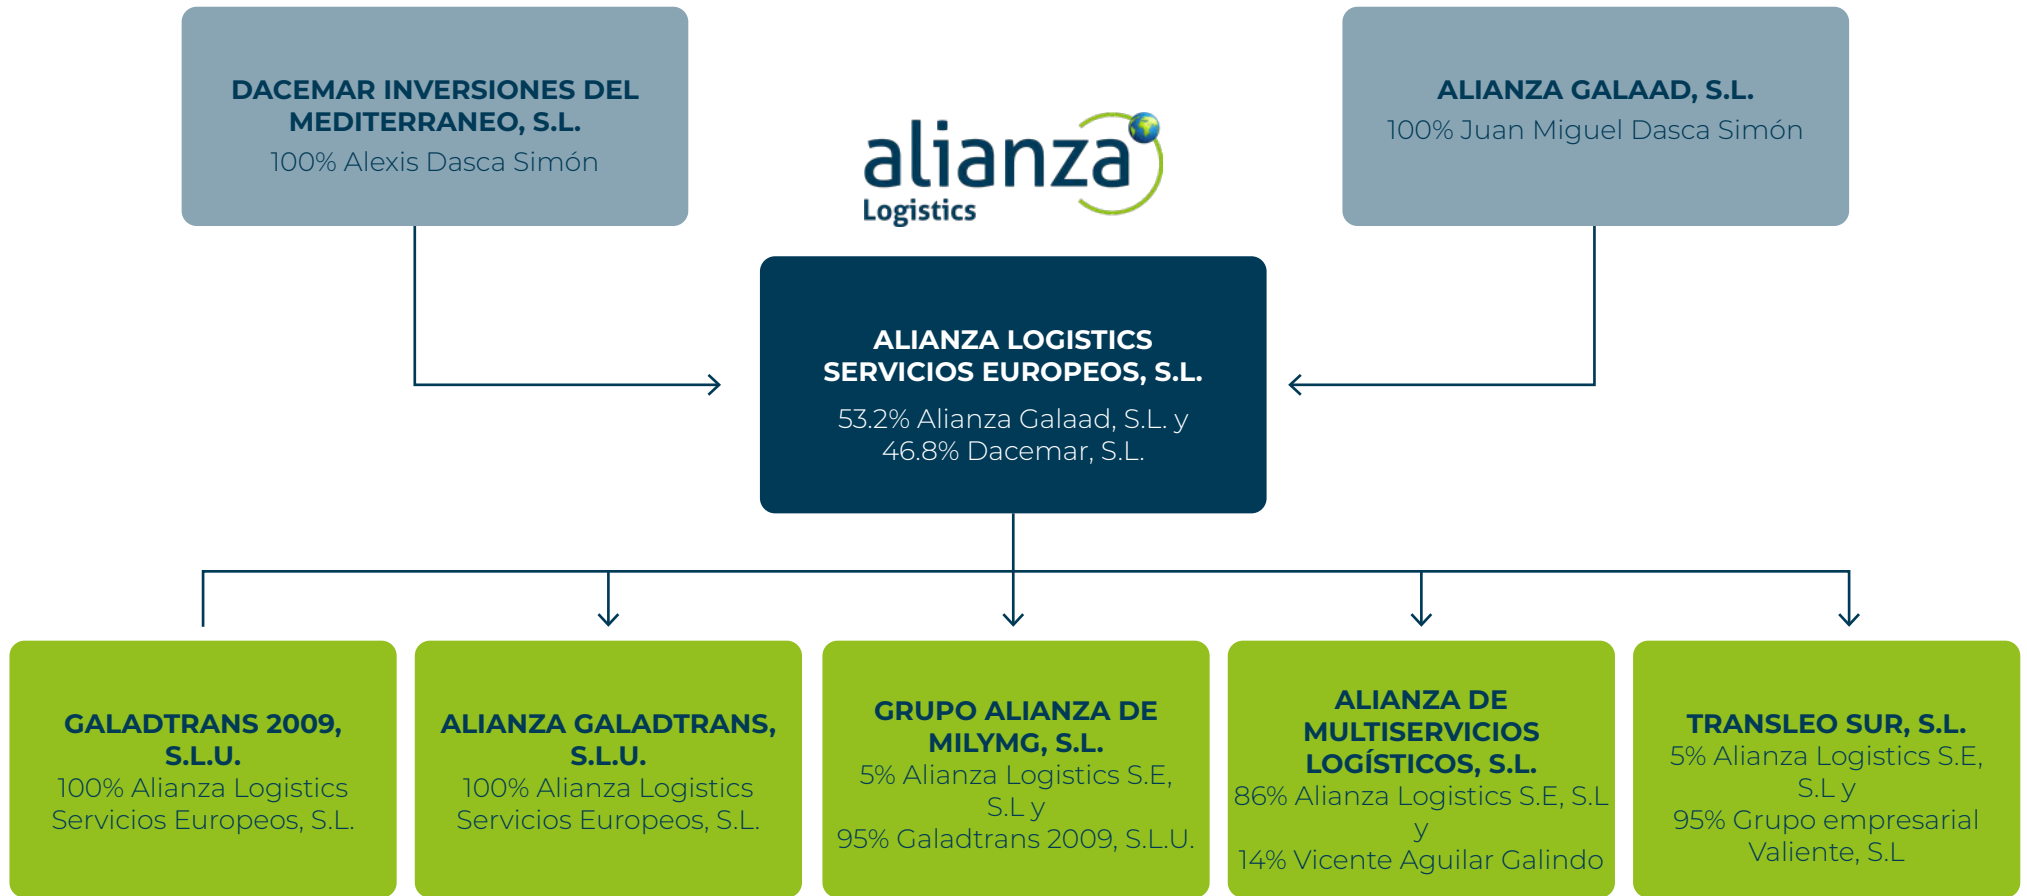 DACEMAR INVERSIONES DEL
MEDITERRANEO, S.L.
100% Alexis Dasca Simón
alianza
Logistics
ALIANZA GALAAD, S.L.
100% Juan Miguel Dasca Simón
ALIANZA LOGISTICS
SERVICIOS EUROPEOS, S.L.
53.2% Alianza Galaad, S.L. y
46.8% Dacemar, S.L.
GALADTRANS 2009,
S.L.U.
100% Alianza Logistics
Servicios Europeos, S.L.
ALIANZA GALADTRANS,
S.L.U.
100% Alianza Logistics
Servicios Europeos, S.L.
GRUPO ALIANZA DE
MILYMG, S.L.
5% Alianza Logistics S.E,
S.L y
95% Galadtrans 2009, S.L.U.
ALIANZA DE
MULTISERVICIOS
LOGÍSTICOS, S.L.
86% Alianza Logistics S.E, S.L
y
14% Vicente Aguilar Galindo
TRANSLEO SUR, S.L.
5% Alianza Logistics S.E,
S.L y
95% Grupo empresarial
Valiente, S.L